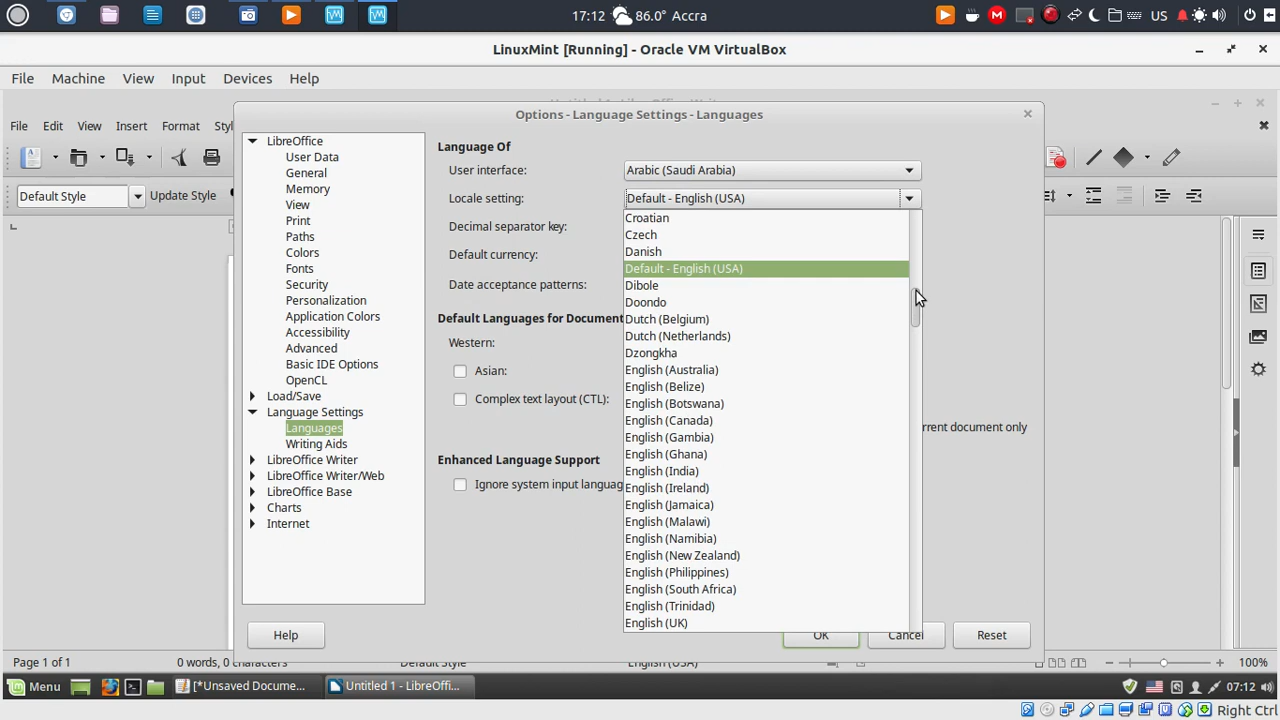 17:12 86.0° Accra
US
LinuxMint [Running] - Oracle VM VirtualBox
File Machine View Input Devices Help
File Edit View Insert Format
Options - Language Settings - Languages
Default Style
LibreOffice
User Data
General
Memory
View
Print
Paths
Colors
Fonts
Security
Personalization
Application Colors
Accessibility
Advanced
Basic IDE Options
OpenCL
Load/Save
Language Settings
Languages
Writing Aids
LibreOffice Writer
LibreOffice Writer/Web
LibreOffice Base
Charts
Internet
Language Of
User interface: Arabic (Saudi Arabia)
Locale setting: Default - English (USA)
Decimal separator key:
Default currency:
Date acceptance patterns:
Default Languages for Document
Western:
Asian:
Complex text layout (CTL):
rrent document only
Enhanced Language Support
Ignore system input languag
Croatian
Czech
Danish
Default - English (USA)
Dibole
Doondo
Dutch (Belgium)
Dutch (Netherlands)
Dzongkha
English (Australia)
English (Belize)
English (Botswana)
English (Canada)
English (Gambia)
English (Ghana)
English (India)
English (Ireland)
English (Jamaica)
English (Malawi)
English (Namibia)
English (New Zealand)
English (Philippines)
English (South Africa)
English (Trinidad)
English (UK)
Help OK Cancel Reset
Page 1 of 1 0 words, 0 characters Default Style English (USA) 100%
Menu [*Unsaved Docume... Untitled 1 - LibreOffi... 07:12
Right Ctrl